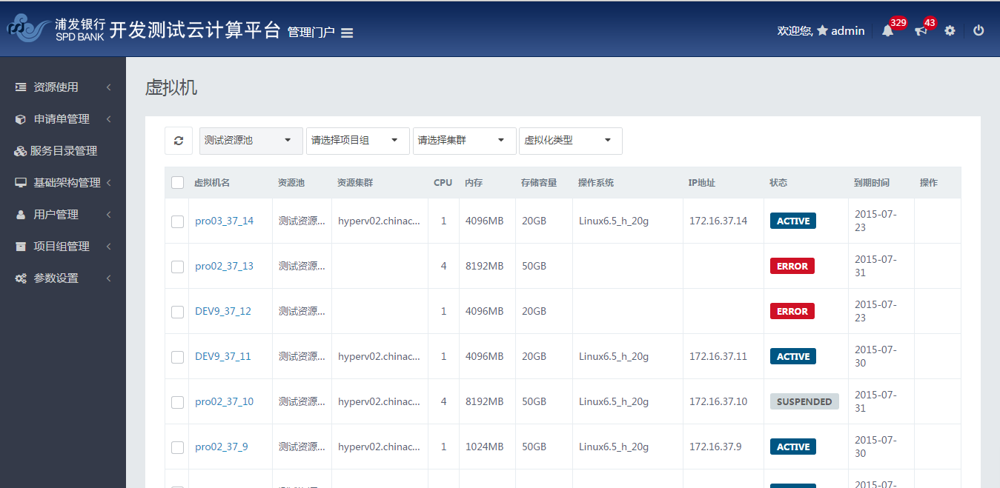 浦发银行
SPD BANK
开发测试云计算平台 管理门户
欢迎您, admin 329 43
资源使用
申请单管理
服务目录管理
基础架构管理
用户管理
项目组管理
参数设置
虚拟机
测试资源池 请选择项目组 请选择集群 虚拟化类型
虚拟机名 资源池 资源集群 CPU 内存 存储容量 操作系统 IP地址 状态 到期时间 操作
pro03_37_14 测试资源... hyperv02.chinac... 1 4096MB 20GB Linux6.5_h_20g 172.16.37.14 ACTIVE 2015-07-
23
pro02_37_13 测试资源... 4 8192MB 50GB ERROR 2015-07-
31
DEV9_37_12 测试资源... 1 4096MB 20GB ERROR 2015-07-
23
DEV9_37_11 测试资源... hyperv02.chinac... 1 4096MB 20GB Linux6.5_h_20g 172.16.37.11 ACTIVE 2015-07-
30
pro02_37_10 测试资源... hyperv02.chinac... 4 8192MB 50GB Linux6.5_h_20g 172.16.37.10 SUSPENDED 2015-07-
31
pro02_37_9 测试资源... hyperv02.chinac... 1 1024MB 50GB Linux6.5_h_20g 172.16.37.9 ACTIVE 2015-07-
30
2015-07-